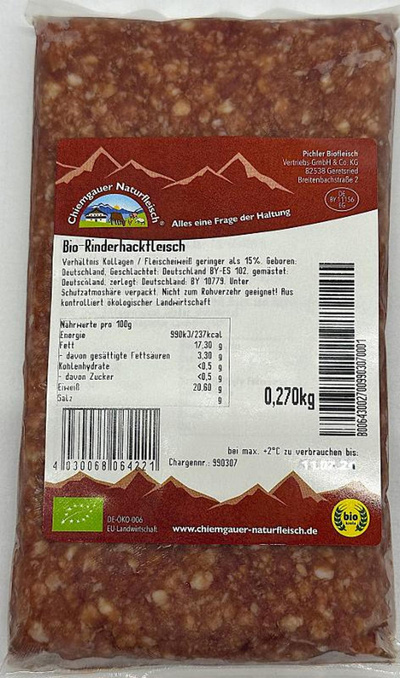 Pichler Biofleisch
Vertriebs-GmbH & Co. KG
82538 Geretsried
Breitenbachstraße 2
DE
BY 11156
EG
Chiemgauer Naturfleisch
®
Alles eine Frage der Haltung
Bio-Rinderhackfleisch
Verhältnis Kollagen / Fleischeiweiß geringer als 15%. Geboren:
Deutschland, Geschlachtet: Deutschland BY-ES 102, gemästet:
Deutschland, zerlegt: Deutschland: BY 10779. Unter
Schutzatmoshäre verpackt. Nicht zum Rohverzehr geeignet! Aus
kontrolliert ökologischer Landwirtschaft
Nährwerte pro 100g
Energie 990kJ/237kcal
Fett 17,30 g
- davon gesättigte Fettsäuren 3,30 g
Kohlenhydrate <0,5 g
- davon Zucker <0,5 g
Eiweiß 20,60 g
Salz g
0,270kg
B006430027009903070001
bei max. +2°C zu verbrauchen bis:
Chargennr.: 990307
4 030068 064221
DE-ÖKO-006
EU-Landwirtschaft
www.chiemgauer-naturfleisch.de
bio